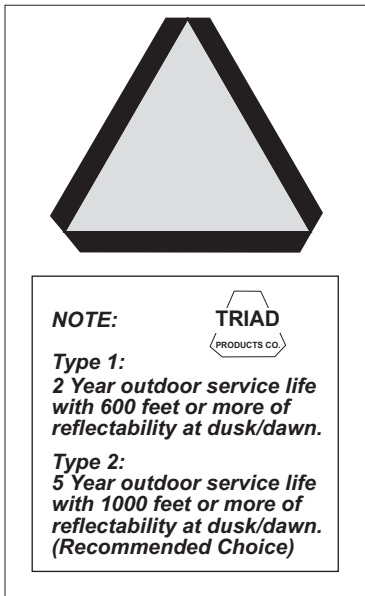 NOTE:
TRIAD
PRODUCTS CO.
Type 1:
2 Year outdoor service life
with 600 feet or more of
reflectability at dusk/dawn.
Type 2:
5 Year outdoor service life
with 1000 feet or more of
reflectability at dusk/dawn.
(Recommended Choice)